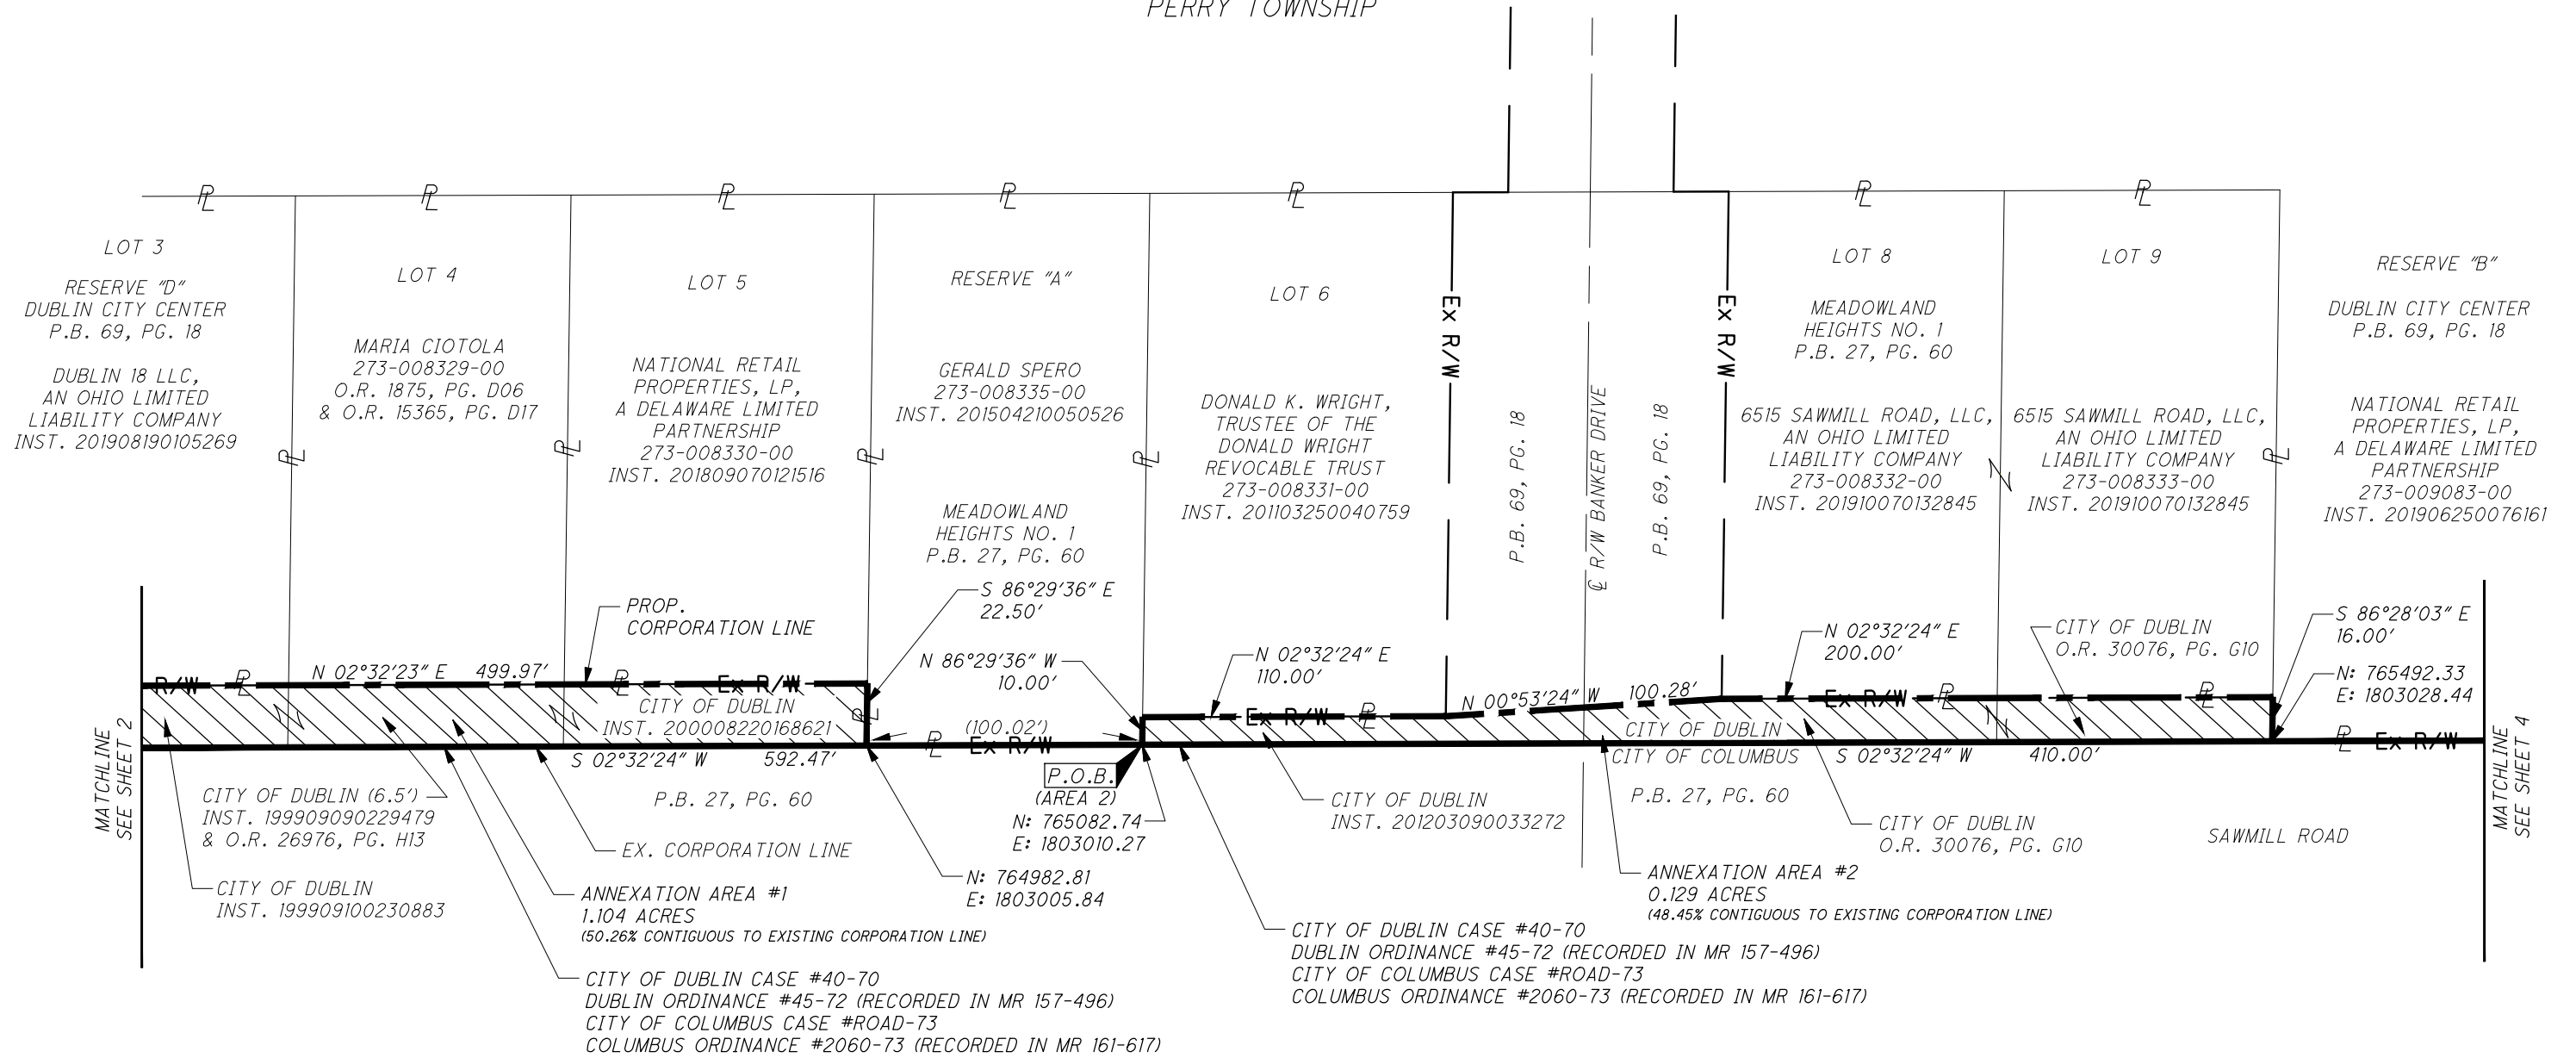 PERRY TOWNSHIP
LOT 3
RESERVE "D"
DUBLIN CITY CENTER
P.B. 69, PG. 18
DUBLIN 18 LLC,
AN OHIO LIMITED
LIABILITY COMPANY
INST. 201908190105269
LOT 4
MARIA CIOTOLA
273-008329-00
O.R. 1875, PG. D06
& O.R. 15365, PG. D17
LOT 5
NATIONAL RETAIL
PROPERTIES, LP,
A DELAWARE LIMITED
PARTNERSHIP
273-008330-00
INST. 201809070121516
RESERVE "A"
GERALD SPERO
273-008335-00
INST. 201504210050526
MEADOWLAND
HEIGHTS NO. 1
P.B. 27, PG. 60
LOT 6
DONALD K. WRIGHT,
TRUSTEE OF THE
DONALD WRIGHT
REVOCABLE TRUST
273-008331-00
INST. 201103250040759
Ex R/W
P.B. 69, PG. 18
℄ R/W BANKER DRIVE
P.B. 69, PG. 18
Ex R/W
LOT 8
MEADOWLAND
HEIGHTS NO. 1
P.B. 27, PG. 60
6515 SAWMILL ROAD, LLC,
AN OHIO LIMITED
LIABILITY COMPANY
273-008332-00
INST. 201910070132845
LOT 9
6515 SAWMILL ROAD, LLC,
AN OHIO LIMITED
LIABILITY COMPANY
273-008333-00
INST. 201910070132845
RESERVE "B"
DUBLIN CITY CENTER
P.B. 69, PG. 18
NATIONAL RETAIL
PROPERTIES, LP,
A DELAWARE LIMITED
PARTNERSHIP
273-009083-00
INST. 201906250076161
PROP.
CORPORATION LINE
S 86°29'36" E
22.50'
N 86°29'36" W
10.00'
N 02°32'24" E
110.00'
N 00°53'24" W 100.28'
N 02°32'24" E
200.00'
CITY OF DUBLIN
O.R. 30076, PG. G10
S 86°28'03" E
16.00'
N: 765492.33
E: 1803028.44
N 02°32'23" E 499.97'
R/W
Ex R/W
CITY OF DUBLIN
INST. 200008220168621
(100.02')
Ex R/W
Ex R/W
Ex R/W
Ex R/W
CITY OF DUBLIN
CITY OF COLUMBUS
S 02°32'24" W 592.47'
S 02°32'24" W 410.00'
MATCHLINE
SEE SHEET 2
MATCHLINE
SEE SHEET 4
P.O.B.
(AREA 2)
N: 765082.74
E: 1803010.27
CITY OF DUBLIN (6.5')
INST. 199909090229479
& O.R. 26976, PG. H13
P.B. 27, PG. 60
P.B. 27, PG. 60
CITY OF DUBLIN
INST. 201203090033272
CITY OF DUBLIN
O.R. 30076, PG. G10
SAWMILL ROAD
EX. CORPORATION LINE
CITY OF DUBLIN
INST. 199909100230883
N: 764982.81
E: 1803005.84
ANNEXATION AREA #1
1.104 ACRES
(50.26% CONTIGUOUS TO EXISTING CORPORATION LINE)
ANNEXATION AREA #2
0.129 ACRES
(48.45% CONTIGUOUS TO EXISTING CORPORATION LINE)
CITY OF DUBLIN CASE #40-70
DUBLIN ORDINANCE #45-72 (RECORDED IN MR 157-496)
CITY OF COLUMBUS CASE #ROAD-73
COLUMBUS ORDINANCE #2060-73 (RECORDED IN MR 161-617)
CITY OF DUBLIN CASE #40-70
DUBLIN ORDINANCE #45-72 (RECORDED IN MR 157-496)
CITY OF COLUMBUS CASE #ROAD-73
COLUMBUS ORDINANCE #2060-73 (RECORDED IN MR 161-617)